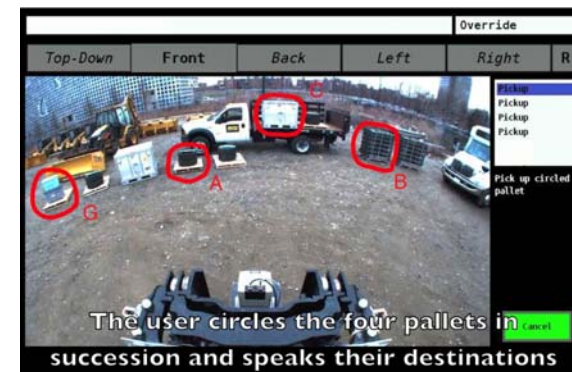 Override
Top-Down Front Back Left Right R
Pickup
Pickup
Pickup
Pickup
Pick up circled
pallet
C
A
B
G
Cancel
The user circles the four pallets in
succession and speaks their destinations